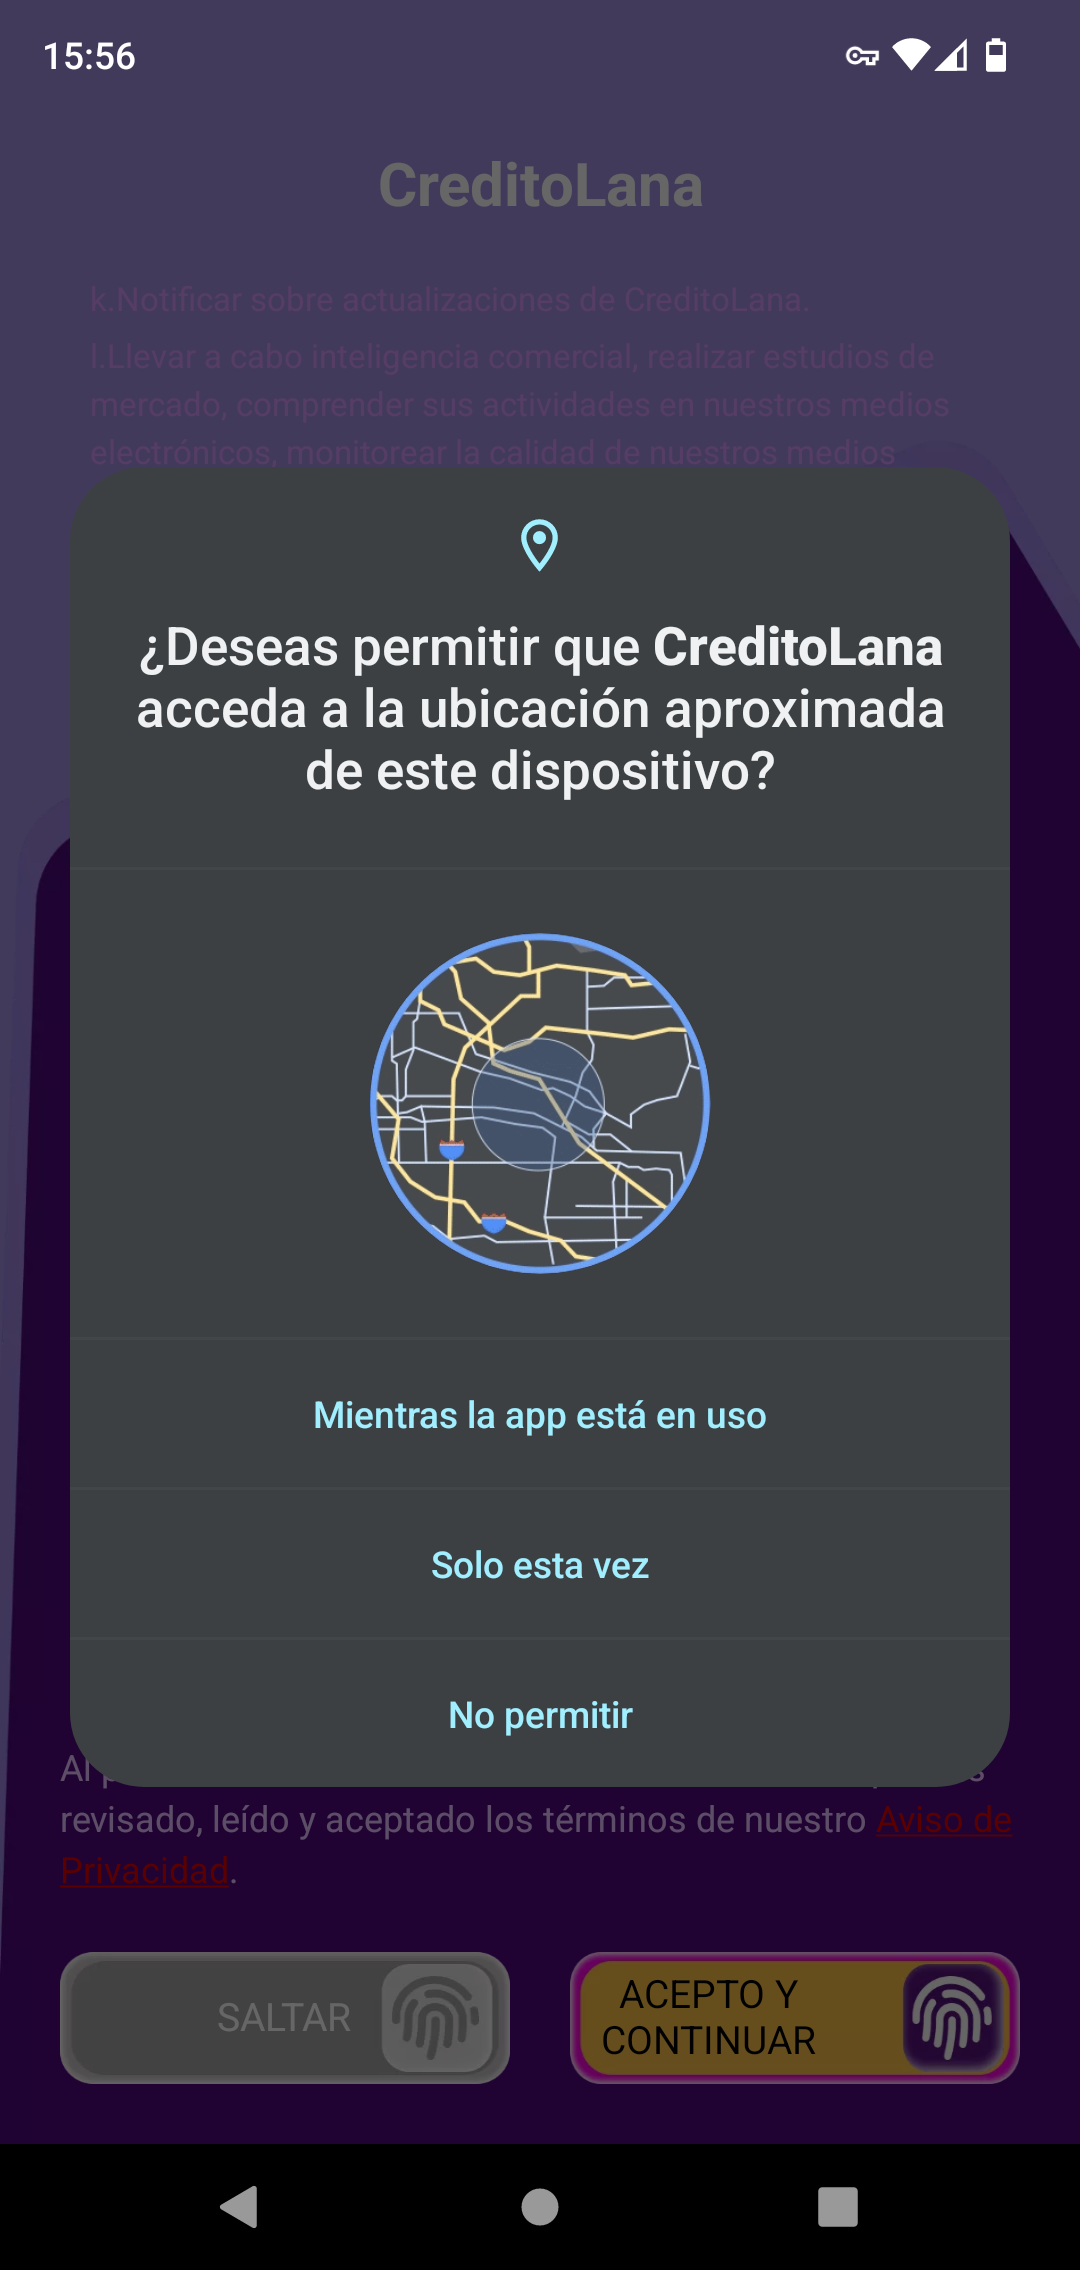 15:56
CreditoLana
k.Notificar sobre actualizaciones de CreditoLana.
l.Llevar a cabo inteligencia comercial, realizar estudios de
mercado, comprender sus actividades en nuestros medios
electrónicos, monitorear la calidad de nuestros medios
¿Deseas permitir que CreditoLana
acceda a la ubicación aproximada
de este dispositivo?
Mientras la app está en uso
Solo esta vez
No permitir
Al
revisado, leído y aceptado los términos de nuestro Aviso de
Privacidad.
SALTAR
ACEPTO Y
CONTINUAR